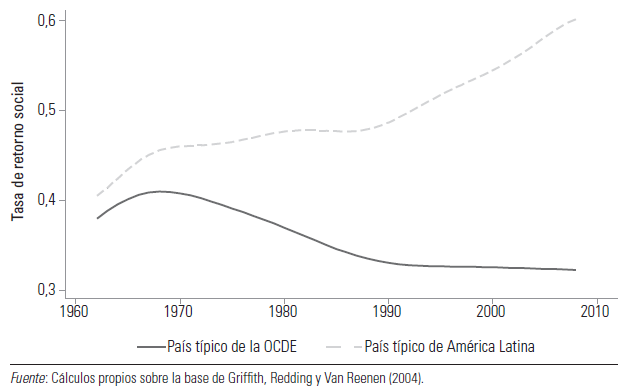 0,6
0,5
0,4
0,3
Tasa de retorno social
1960 1970 1980 1990 2000 2010
País típico de la OCDE País típico de América Latina
Fuente: Cálculos propios sobre la base de Griffith, Redding y Van Reenen (2004).